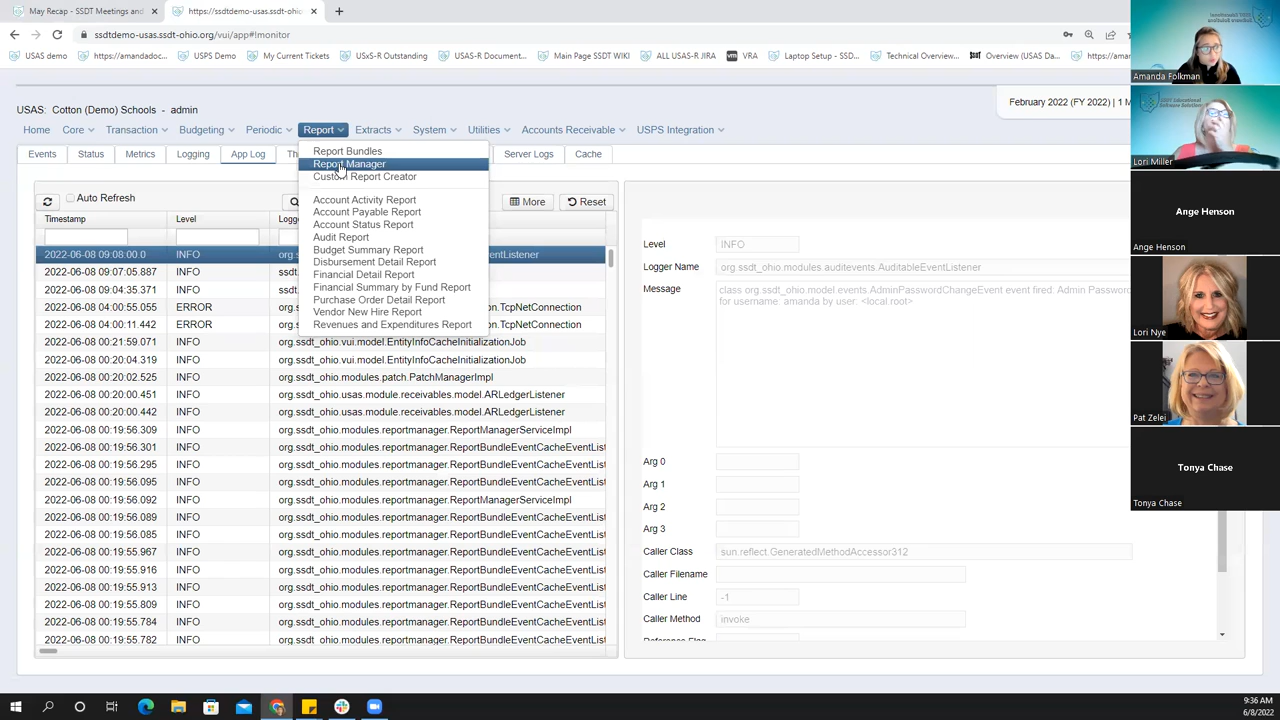 May Recap - SSDT Meetings and
https://ssdtdemo-usas.ssdt-ohio
ssdtdemo-usas.ssdt-ohio.org/vui/app#!monitor
USAS demo
https://amandadoc...
USPS Demo
My Current Tickets
USxS-R Outstanding...
USAS-R Document...
Main Page SSDT WIKI
ALL USAS-R JIRA
vm VRA
Laptop Setup - SSD...
Technical Overview...
Overview (USAS Da...
https://amar
USAS: Cotton (Demo) Schools - admin
February 2022 (FY 2022) | 1 M
Home Core Transaction Budgeting Periodic Report Extracts System Utilities Accounts Receivable USPS Integration
Events Status Metrics Logging App Log Th Server Logs Cache
Report Bundles
Report Manager
Custom Report Creator
Account Activity Report
Account Payable Report
Account Status Report
Audit Report
Budget Summary Report
Disbursement Detail Report
Financial Detail Report
Financial Summary by Fund Report
Purchase Order Detail Report
Vendor New Hire Report
Revenues and Expenditures Report
Auto Refresh
More
Reset
Timestamp Level Logge
2022-06-08 09:08:00.0 INFO org entListener
2022-06-08 09:07:05.887 INFO ssdt
2022-06-08 09:04:35.371 INFO ssd
2022-06-08 04:00:15.055 ERROR org n.TcpNetConnection
2022-06-08 04:00:11.442 ERROR org n.TcpNetConnection
2022-06-08 00:21:59.071 INFO org.ssdt_ohio.vui.model.EntityInfoCacheInitializationJob
2022-06-08 00:20:04.319 INFO org.ssdt_ohio.vui.model.EntityInfoCacheInitializationJob
2022-06-08 00:20:02.525 INFO org.ssdt_ohio.modules.patch.PatchManagerImpl
2022-06-08 00:20:00.451 INFO org.ssdt_ohio.usas.module.receivables.model.ARLedgerListener
2022-06-08 00:20:00.442 INFO org.ssdt_ohio.usas.module.receivables.model.ARLedgerListener
2022-06-08 00:19:56.309 INFO org.ssdt_ohio.modules.reportmanager.ReportManagerServiceImpl
2022-06-08 00:19:56.301 INFO org.ssdt_ohio.modules.reportmanager.ReportBundleEventCacheEventList
2022-06-08 00:19:56.295 INFO org.ssdt_ohio.modules.reportmanager.ReportBundleEventCacheEventList
2022-06-08 00:19:56.095 INFO org.ssdt_ohio.modules.reportmanager.ReportBundleEventCacheEventList
2022-06-08 00:19:56.092 INFO org.ssdt_ohio.modules.reportmanager.ReportManagerServiceImpl
2022-06-08 00:19:56.089 INFO org.ssdt_ohio.modules.reportmanager.ReportBundleEventCacheEventList
2022-06-08 00:19:56.085 INFO org.ssdt_ohio.modules.reportmanager.ReportBundleEventCacheEventList
2022-06-08 00:19:55.967 INFO org.ssdt_ohio.modules.reportmanager.ReportBundleEventCacheEventList
2022-06-08 00:19:55.916 INFO org.ssdt_ohio.modules.reportmanager.ReportBundleEventCacheEventList
2022-06-08 00:19:55.913 INFO org.ssdt_ohio.modules.reportmanager.ReportBundleEventCacheEventList
2022-06-08 00:19:55.809 INFO org.ssdt_ohio.modules.reportmanager.ReportBundleEventCacheEventList
2022-06-08 00:19:55.784 INFO org.ssdt_ohio.modules.reportmanager.ReportBundleEventCacheEventList
2022-06-08 00:19:55.782 INFO org.ssdt_ohio.modules.reportmanager.ReportBundleEventCacheEventList
Level INFO
Logger Name org.ssdt_ohio.modules.auditevents.AuditableEventListener
Message class org.ssdt_ohio.model.events.AdminPasswordChangeEvent event fired: Admin Password
for username: amanda by user: <local.root>
Arg 0
Arg 1
Arg 2
Arg 3
Caller Class sun.reflect.GeneratedMethodAccessor312
Caller Filename
Caller Line -1
Caller Method invoke
Reference Flag
Amanda Folkman
Lori Miller
Ange Henson
Ange Henson
Lori Nye
Pat Zelei
Tonya Chase
Tonya Chase
9:36 AM
6/8/2022